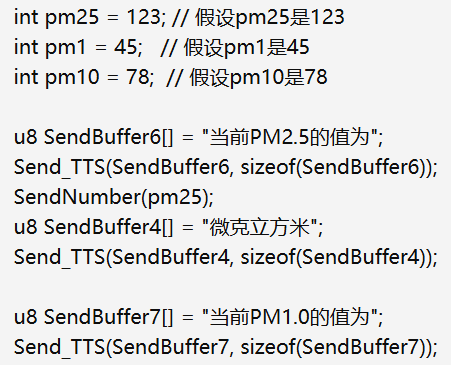 int pm25 = 123; // 假设pm25是123
int pm1 = 45;   // 假设pm1是45
int pm10 = 78;  // 假设pm10是78

u8 SendBuffer6[] = "当前PM2.5的值为";
Send_TTS(SendBuffer6, sizeof(SendBuffer6));
SendNumber(pm25);
u8 SendBuffer4[] = "微克立方米";
Send_TTS(SendBuffer4, sizeof(SendBuffer4));

u8 SendBuffer7[] = "当前PM1.0的值为";
Send_TTS(SendBuffer7, sizeof(SendBuffer7));